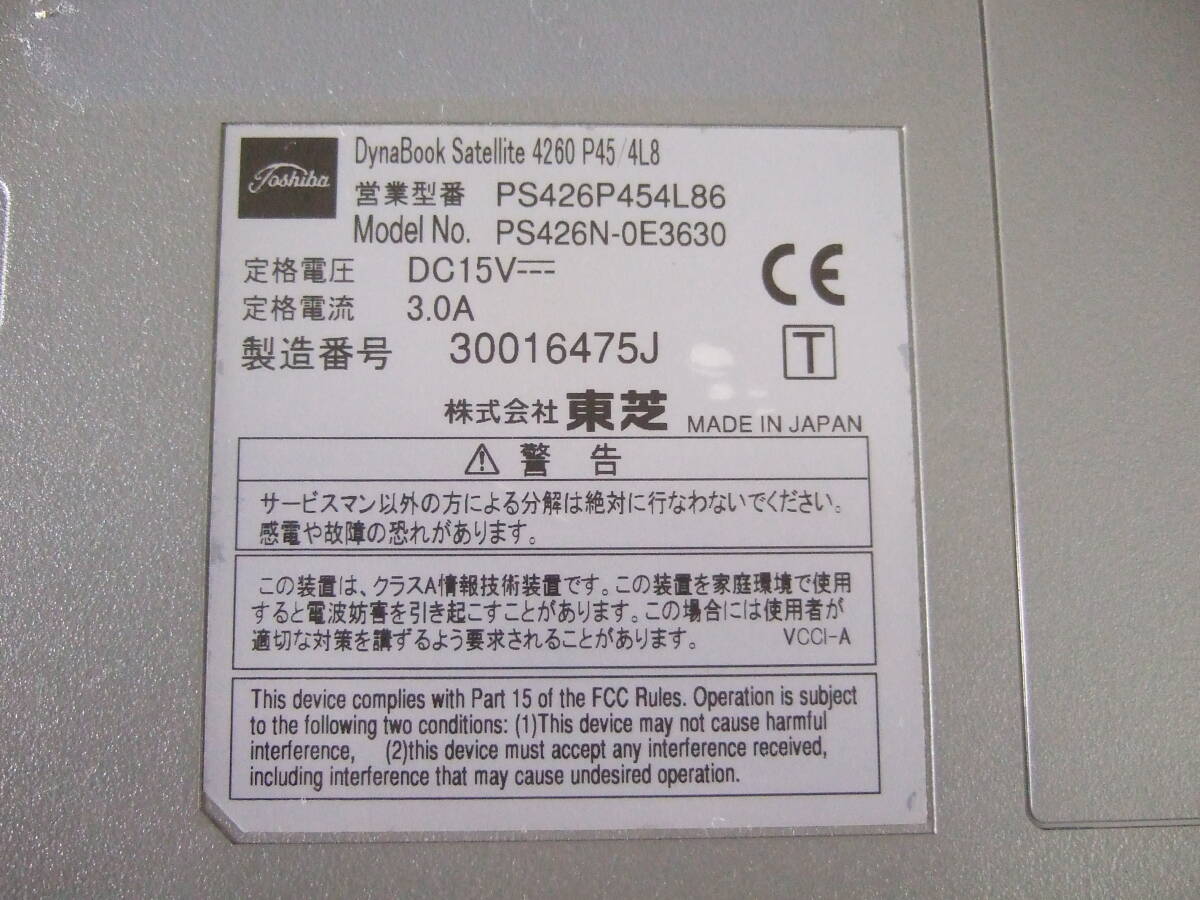 Toshiba
DynaBook Satellite 4260 P45/4L8
営業型番 PS426P454L86
Model No. PS426N-0E3630
定格電圧 DC15V⎓
定格電流 3.0A
CE
製造番号 30016475J
T
株式会社 東芝 MADE IN JAPAN
⚠ 警 告
サービスマン以外の方による分解は絶対に行なわないでください。
感電や故障の恐れがあります。
この装置は、クラスA情報技術装置です。この装置を家庭環境で使用
すると電波妨害を引き起こすことがあります。この場合には使用者が
適切な対策を講ずるよう要求されることがあります。 VCCI-A
This device complies with Part 15 of the FCC Rules. Operation is subject
to the following two conditions: (1)This device may not cause harmful
interference, (2)this device must accept any interference received,
including interference that may cause undesired operation.